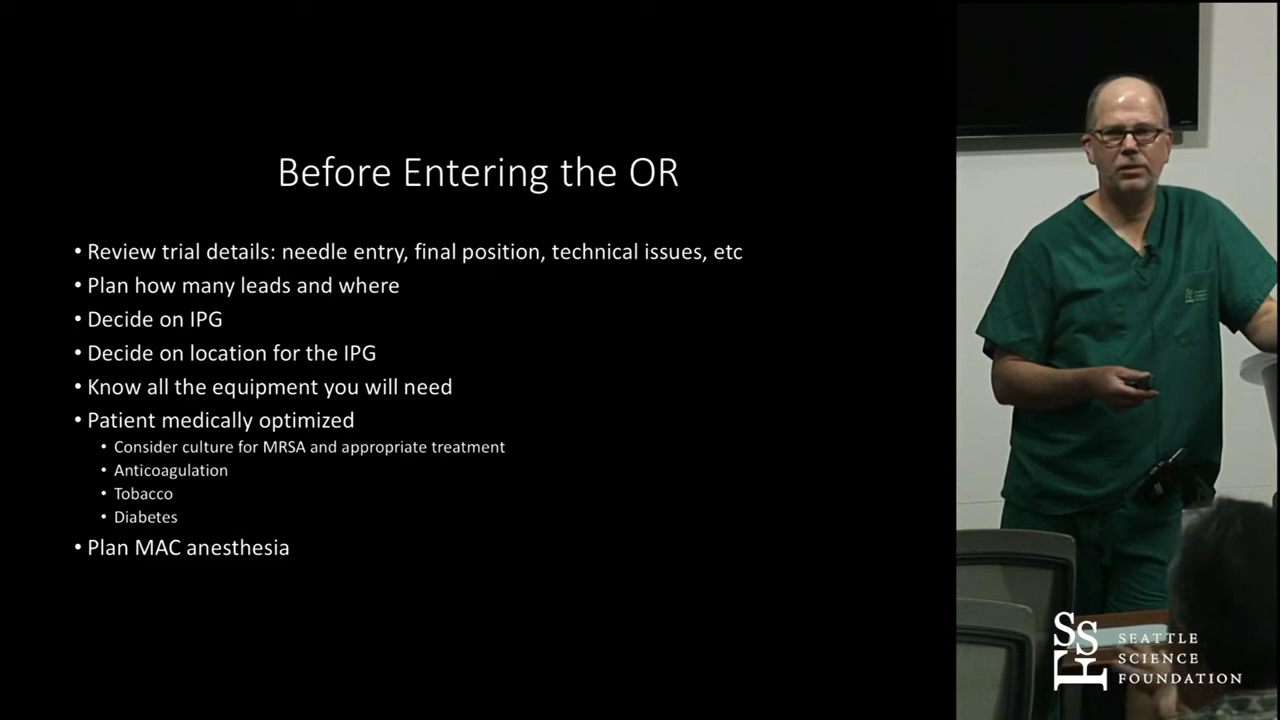 Before Entering the OR
• Review trial details: needle entry, final position, technical issues, etc
• Plan how many leads and where
• Decide on IPG
• Decide on location for the IPG
• Know all the equipment you will need
• Patient medically optimized
• Consider culture for MRSA and appropriate treatment
• Anticoagulation
• Tobacco
• Diabetes
• Plan MAC anesthesia
SSF
SEATTLE
SCIENCE
FOUNDATION